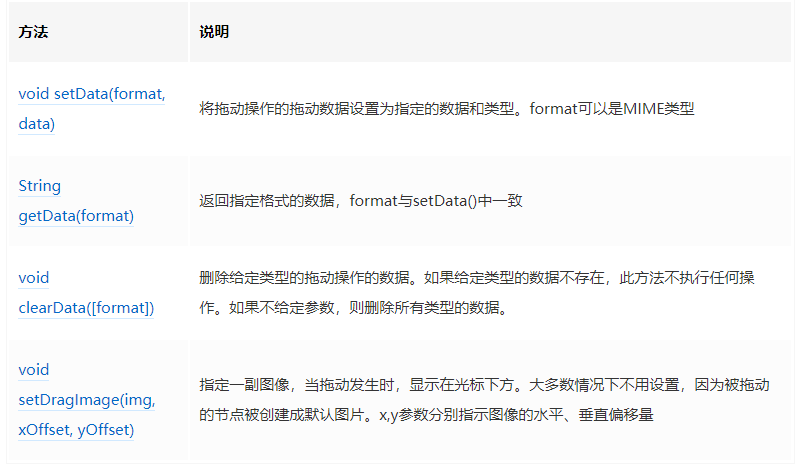 方法 说明
void setData(format,
data)
将拖动操作的拖动数据设置为指定的数据和类型。format可以是MIME类型
String
getData(format)
返回指定格式的数据，format与setData()中一致
void
clearData([format])
删除给定类型的拖动操作的数据。如果给定类型的数据不存在，此方法不执行任何操
作。如果不给定参数，则删除所有类型的数据。
void
setDragImage(img,
xOffset, yOffset)
指定一副图像，当拖动发生时，显示在光标下方。大多数情况下不用设置，因为被拖动
的节点被创建成默认图片。x,y参数分别指示图像的水平、垂直偏移量